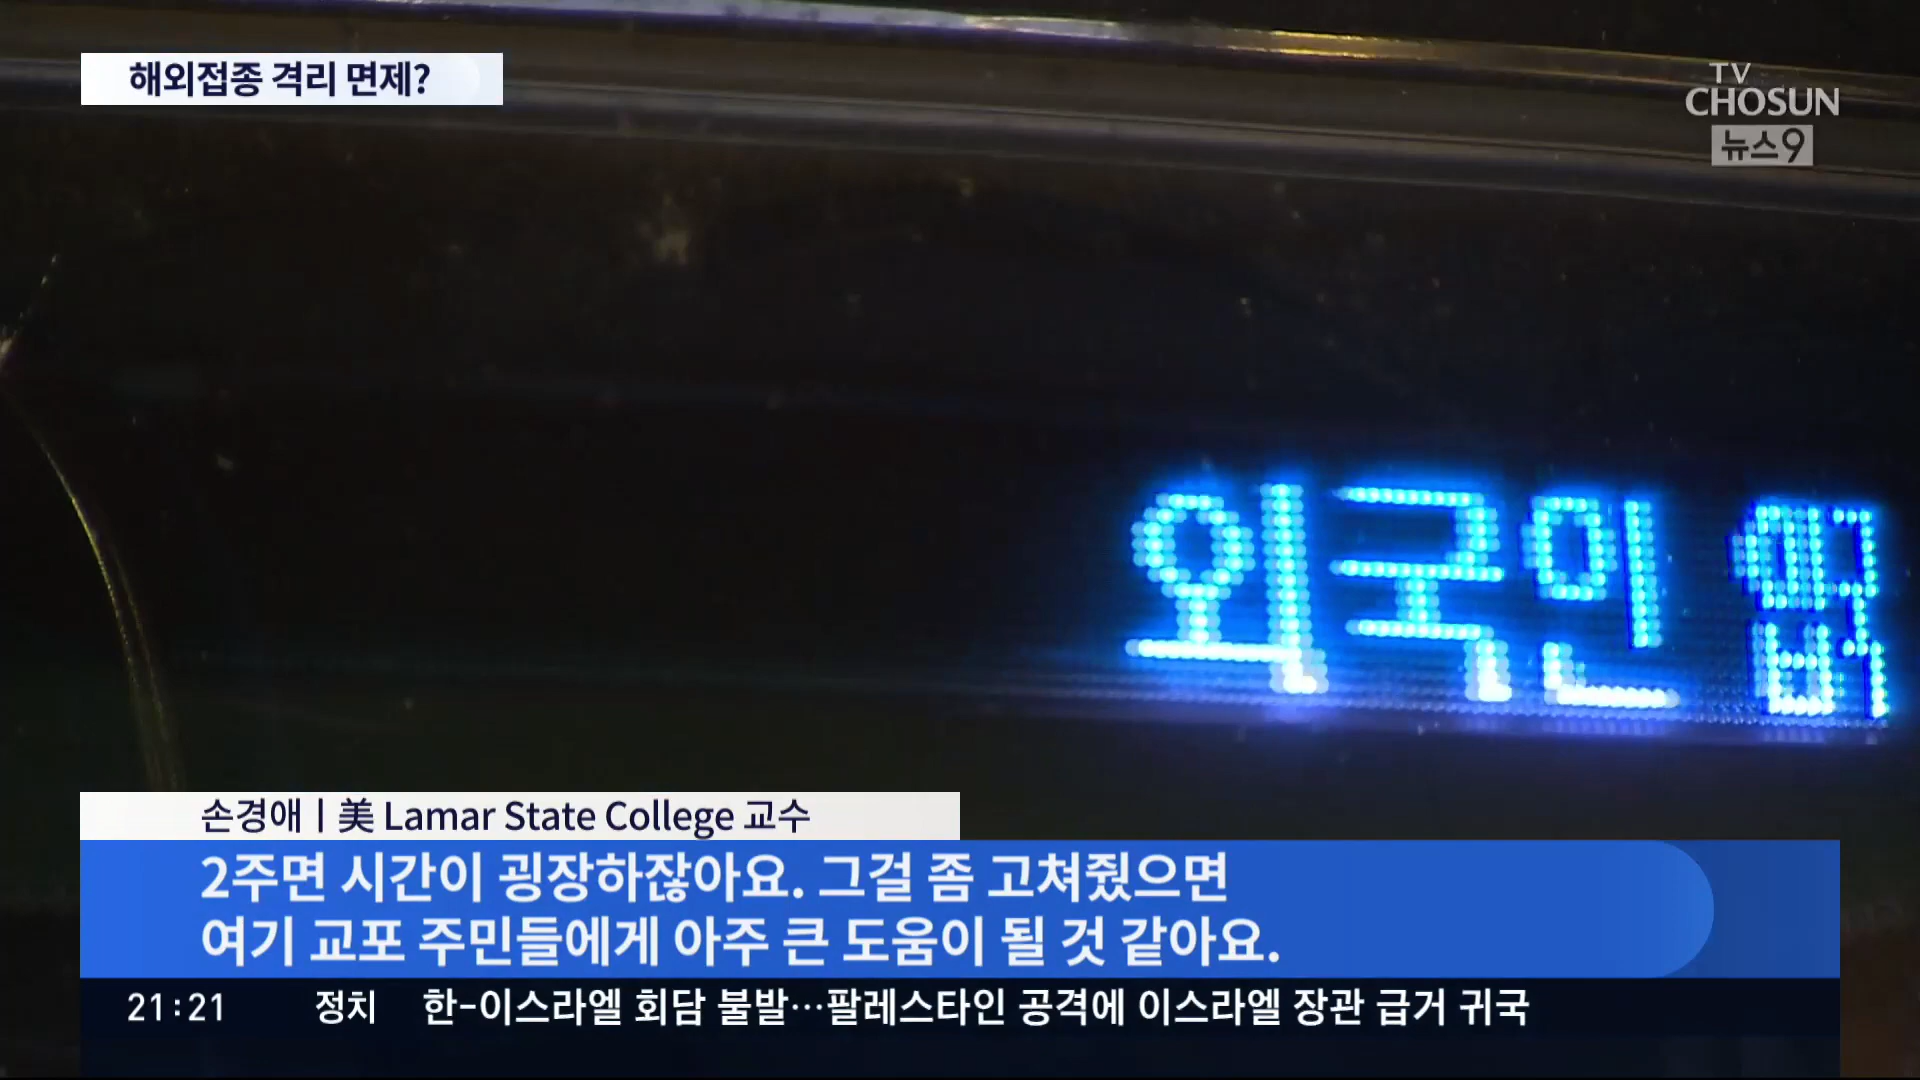 해외접종 격리 면제?
TV
CHOSUN
뉴스9
외국인
손경애 | 美 Lamar State College 교수
2주면 시간이 굉장하잖아요. 그걸 좀 고쳐줬으면
여기 교포 주민들에게 아주 큰 도움이 될 것 같아요.
21:21 정치 한-이스라엘 회담 불발…팔레스타인 공격에 이스라엘 장관 급거 귀국